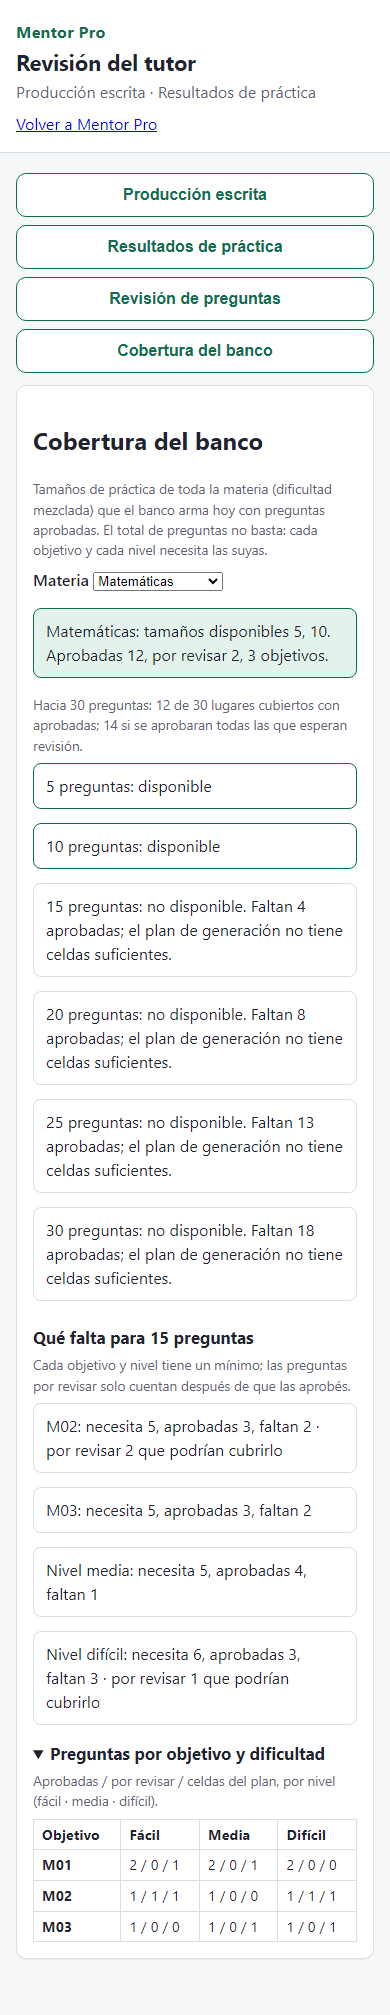 Mentor Pro
Revisión del tutor
Producción escrita · Resultados de práctica
Volver a Mentor Pro
Producción escrita
Resultados de práctica
Revisión de preguntas
Cobertura del banco
Cobertura del banco
Tamaños de práctica de toda la materia (dificultad
mezclada) que el banco arma hoy con preguntas
aprobadas. El total de preguntas no basta: cada
objetivo y cada nivel necesita las suyas.
Materia Matemáticas
Matemáticas: tamaños disponibles 5, 10.
Aprobadas 12, por revisar 2, 3 objetivos.
Hacia 30 preguntas: 12 de 30 lugares cubiertos con
aprobadas; 14 si se aprobaran todas las que esperan
revisión.
5 preguntas: disponible
10 preguntas: disponible
15 preguntas: no disponible. Faltan 4
aprobadas; el plan de generación no tiene
celdas suficientes.
20 preguntas: no disponible. Faltan 8
aprobadas; el plan de generación no tiene
celdas suficientes.
25 preguntas: no disponible. Faltan 13
aprobadas; el plan de generación no tiene
celdas suficientes.
30 preguntas: no disponible. Faltan 18
aprobadas; el plan de generación no tiene
celdas suficientes.
Qué falta para 15 preguntas
Cada objetivo y nivel tiene un mínimo; las preguntas
por revisar solo cuentan después de que las aprobés.
M02: necesita 5, aprobadas 3, faltan 2 ·
por revisar 2 que podrían cubrirlo
M03: necesita 5, aprobadas 3, faltan 2
Nivel media: necesita 5, aprobadas 4,
faltan 1
Nivel difícil: necesita 6, aprobadas 3,
faltan 3 · por revisar 1 que podrían
cubrirlo
▼ Preguntas por objetivo y dificultad
Aprobadas / por revisar / celdas del plan, por nivel
(fácil · media · difícil).
Objetivo Fácil Media Difícil
M01 2 / 0 / 1 2 / 0 / 1 2 / 0 / 0
M02 1 / 1 / 1 1 / 0 / 0 1 / 1 / 1
M03 1 / 0 / 0 1 / 0 / 1 1 / 0 / 1